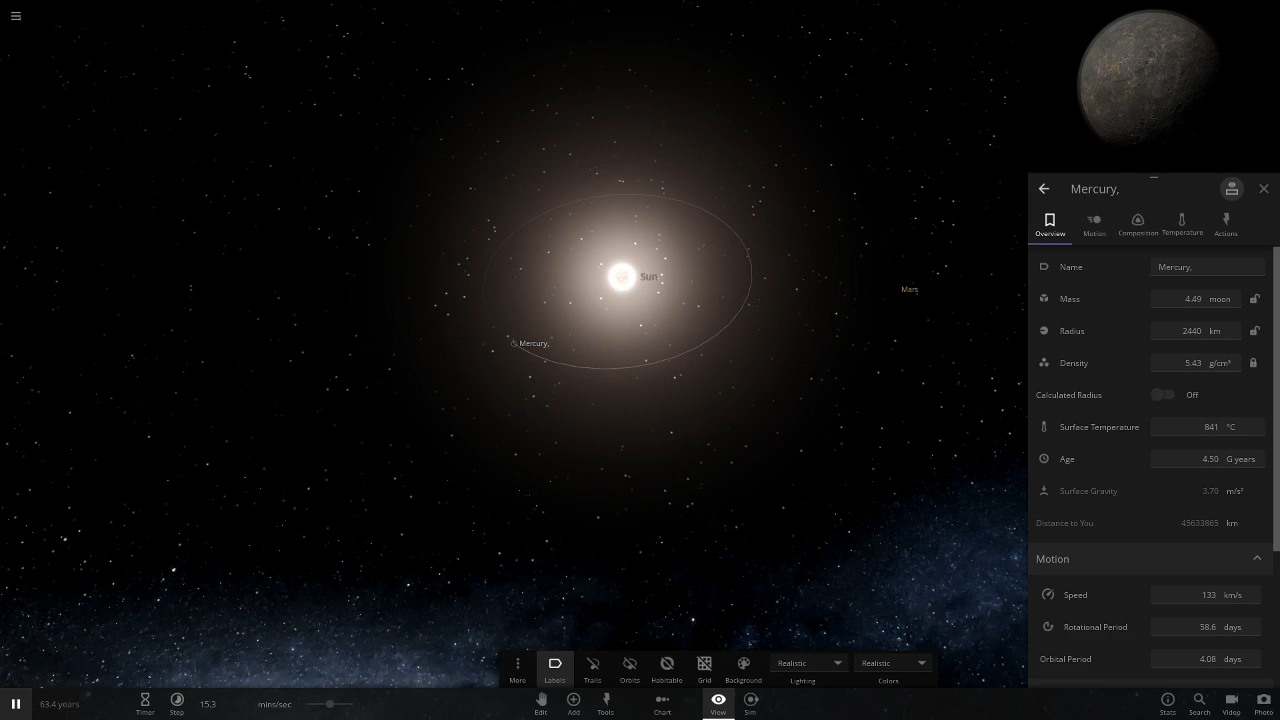 Sun
Mars
Mercury,
Mercury,
Overview
Motion
Composition
Temperature
Actions
Name Mercury,
Mass 4.49 moon
Radius 2440 km
Density 5.43 g/cm³
Calculated Radius Off
Surface Temperature 841 °C
Age 4.50 G years
Surface Gravity 3.70 m/s²
Distance to You 45633865 km
Motion
Speed 133 km/s
Rotational Period 58.6 days
Orbital Period 4.08 days
More
Labels
Trails
Orbits
Habitable
Grid
Background
Realistic
Lighting
Realistic
Colors
63.4 years
Timer
Step
15.3 mins/sec
Edit
Add
Tools
Chart
View
Sim
Stats
Search
Video
Photo